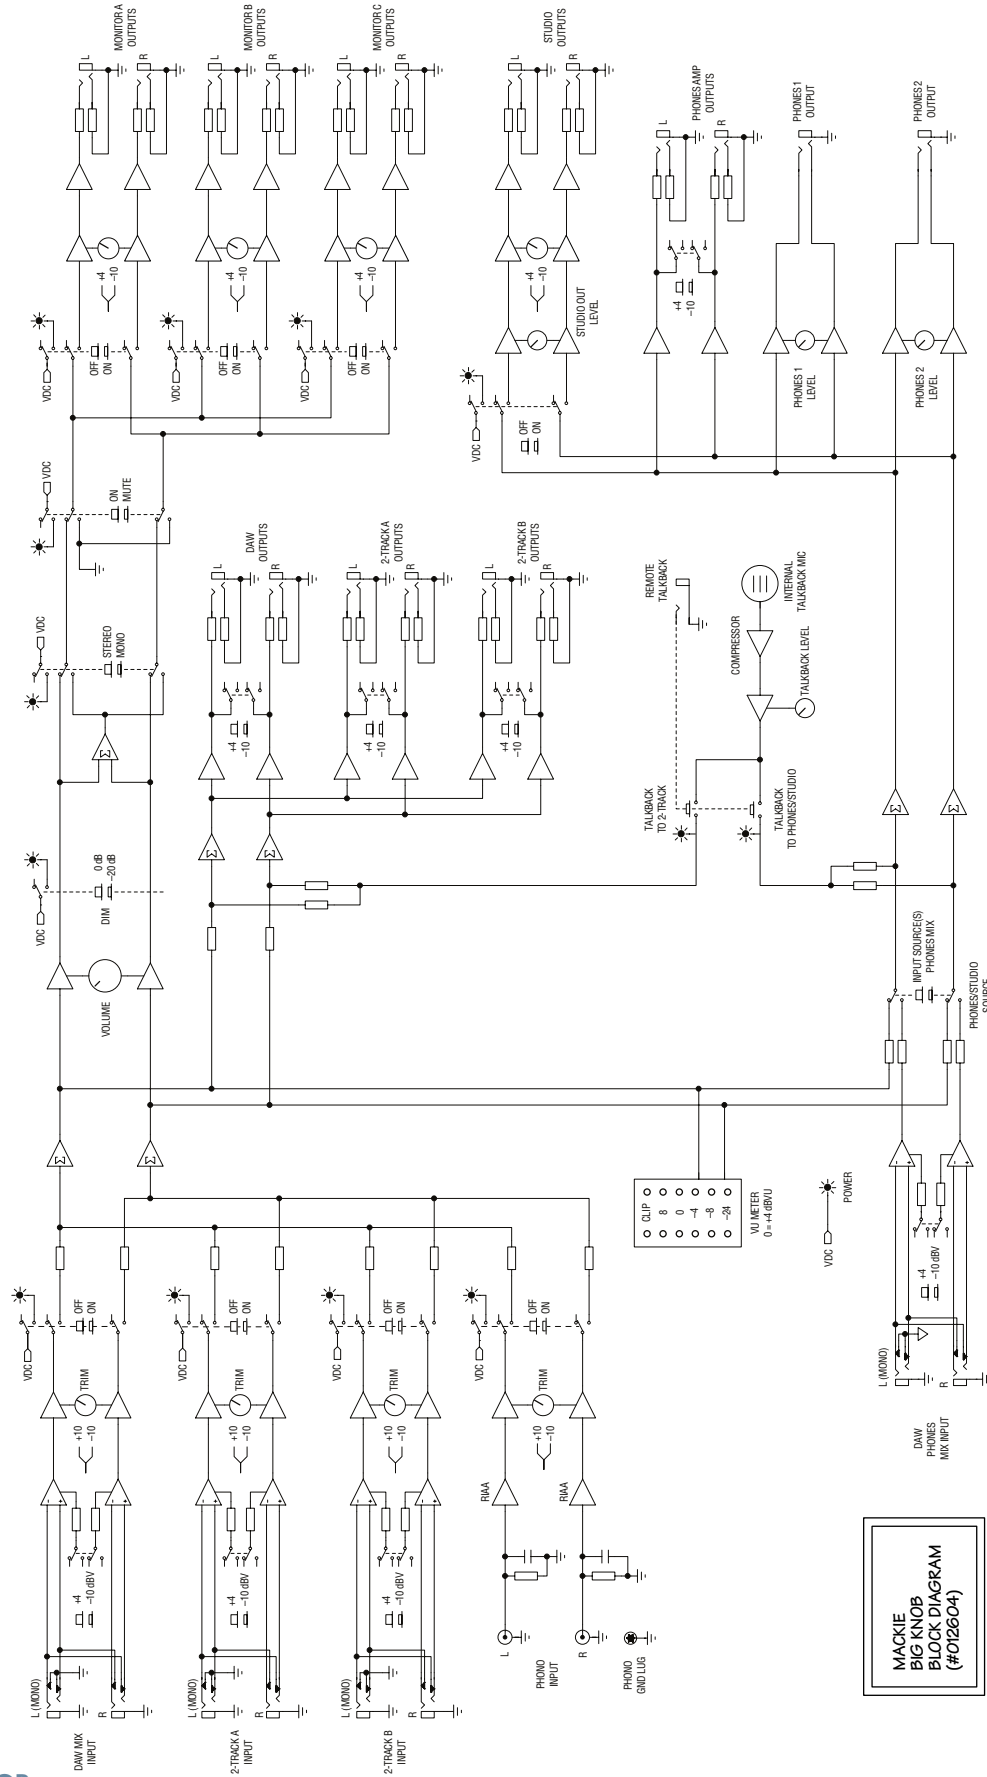 MONITOR A
OUTPUTS
L
R
MONITOR B
OUTPUTS
L
R
MONITOR C
OUTPUTS
L
R
STUDIO
OUTPUTS
L
R
PHONES AMP
OUTPUTS
L
R
PHONES 1
OUTPUT
PHONES 2
OUTPUT
+4
–10
+4
–10
+4
–10
+4
–10
+4
–10
STUDIO OUT
LEVEL
PHONES 1
LEVEL
PHONES 2
LEVEL
VDC
OFF
ON
VDC
OFF
ON
VDC
OFF
ON
VDC
OFF
ON
VDC
ON
MUTE
VDC
STEREO
MONO
Σ
DAW
OUTPUTS
L
R
2-TRACK A
OUTPUTS
L
R
2-TRACK B
OUTPUTS
L
R
+4
–10
+4
–10
+4
–10
REMOTE
TALKBACK
COMPRESSOR
INTERNAL
TALKBACK MIC
TALKBACK LEVEL
TALKBACK
TO 2-TRACK
TALKBACK
TO PHONES/STUDIO
Σ
Σ
Σ
Σ
VDC
0 dB
–20 dB
DIM
VOLUME
INPUT SOURCE(S)
PHONES MIX
PHONES/STUDIO
SOURCE
Σ
Σ
CLIP
8
0
–4
–8
–24
VU METER
0 = +4 dBVU
VDC
POWER
VDC
OFF
ON
TRIM
+10
–10
+4
–10 dBV
L (MONO)
R
DAW MIX
INPUT
VDC
OFF
ON
TRIM
+10
–10
+4
–10 dBV
L (MONO)
R
2-TRACK A
INPUT
VDC
OFF
ON
TRIM
+10
–10
+4
–10 dBV
L (MONO)
R
2-TRACK B
INPUT
VDC
OFF
ON
TRIM
+10
–10
RIAA
RIAA
L
R
PHONO
INPUT
PHONO
GND LUG
+4
–10 dBV
L (MONO)
R
DAW
PHONES
MIX INPUT
MACKIE
BIG KNOB
BLOCK DIAGRAM
(#012604)